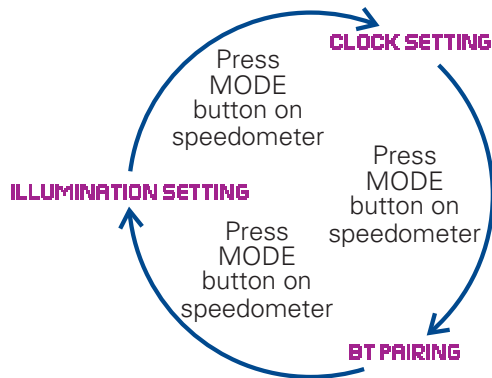 CLOCK SETTING
Press
MODE
button on
speedometer
Press
MODE
button on
speedometer
ILLUMINATION SETTING
Press
MODE
button on
speedometer
BT PAIRING